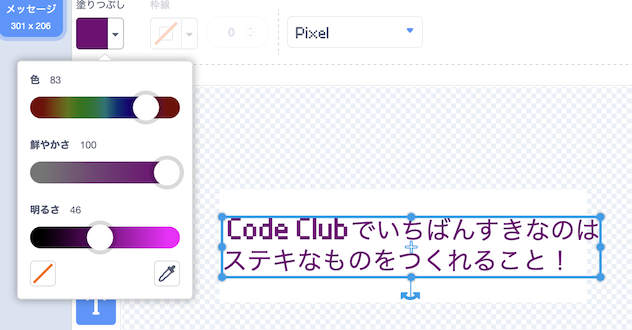 メッセージ
301 x 206
塗りつぶし
枠線
0
Pixel
色 83
鮮やかさ 100
明るさ 46
Code Clubでいちばんすきなのは
ステキなものをつくれること！
T